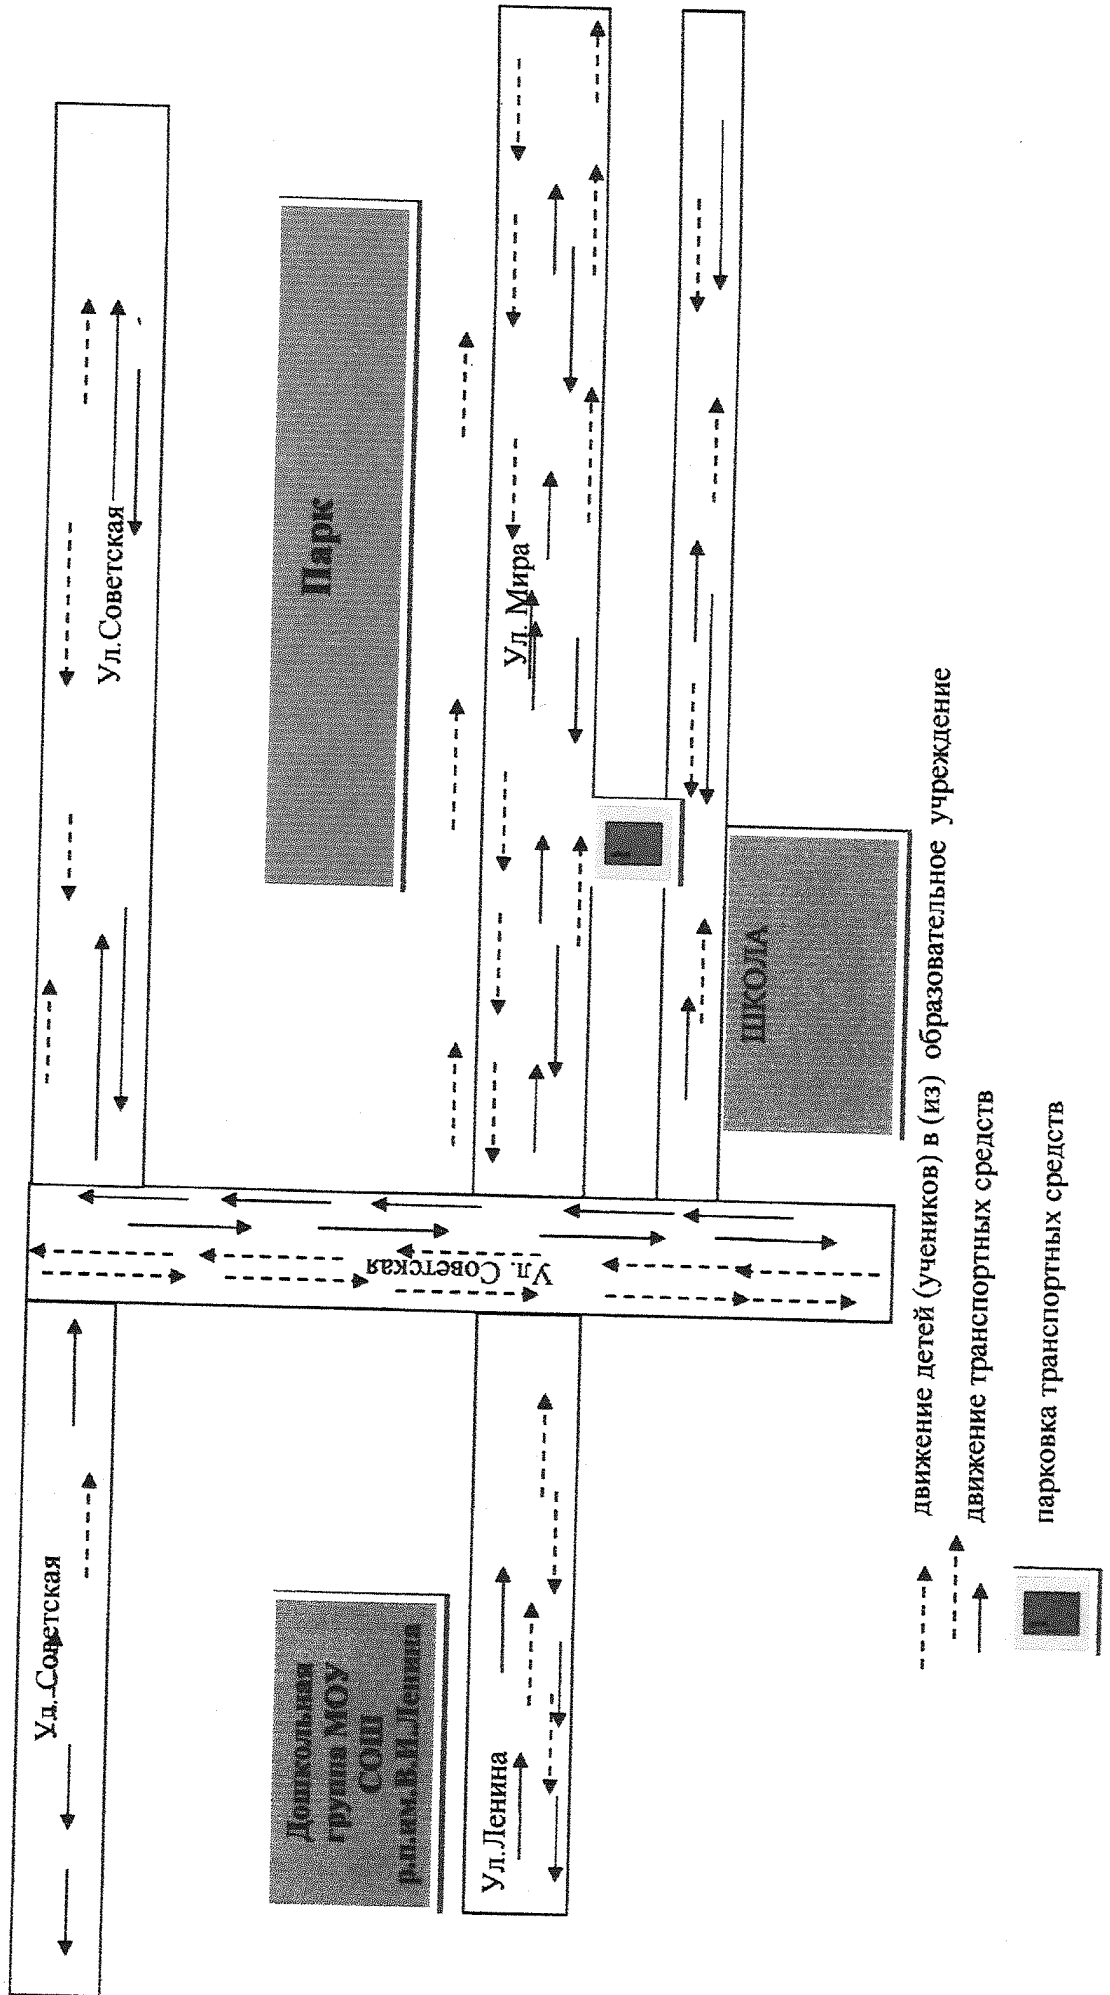 Ул. Советская
Ул.Советская
Ул. Советская
Парк
Дошкольная
группа МОУ
СОШ
р.п.им.В.И.Ленина
Ул.Ленина
Ул. Мира
ШКОЛА
движение детей (учеников) в (из) образовательное учреждение
движение транспортных средств
парковка транспортных средств